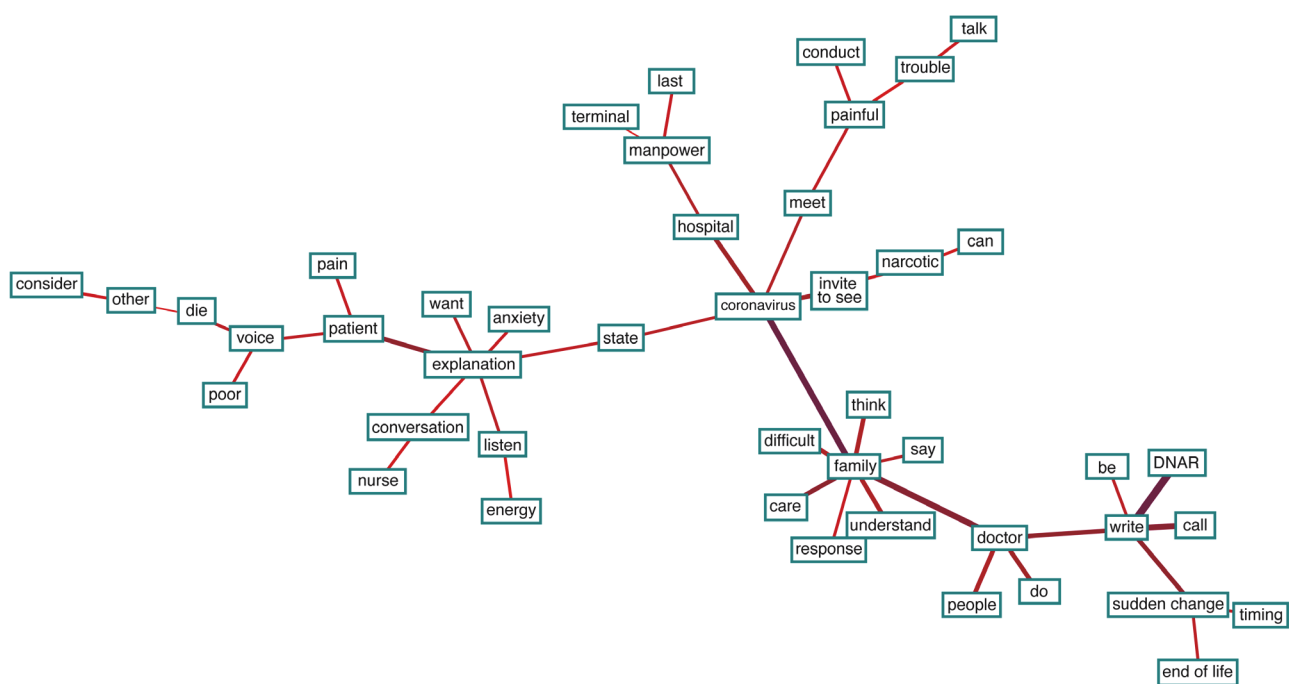 talk
conduct
trouble
last
terminal
painful
manpower
meet
hospital
can
narcotic
pain
consider
invite
to see
other
want
coronavirus
die
anxiety
patient
voice
state
explanation
poor
think
conversation
difficult
listen
say
family
DNAR
be
nurse
care
energy
understand
call
write
doctor
response
do
people
sudden change
timing
end of life